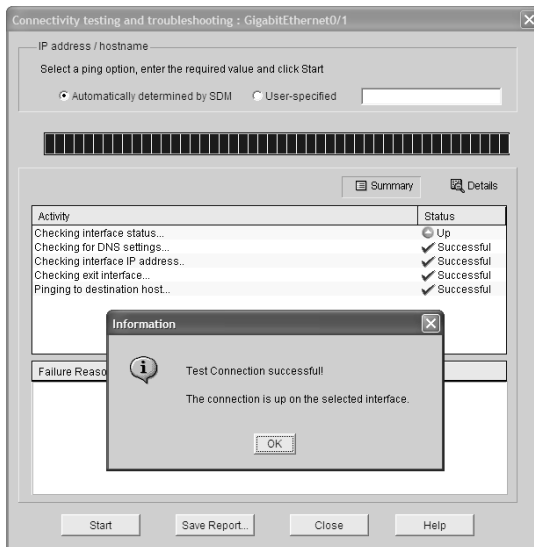 Connectivity testing and troubleshooting : GigabitEthernet0/1
IP address / hostname
Select a ping option, enter the required value and click Start
Automatically determined by SDM User-specified
Summary Details
Activity Status
Checking interface status... Up
Checking for DNS settings... Successful
Checking interface IP address.. Successful
Checking exit interface... Successful
Pinging to destination host... Successful
Information
Test Connection successful!
The connection is up on the selected interface.
OK
Failure Reaso
Start Save Report... Close Help